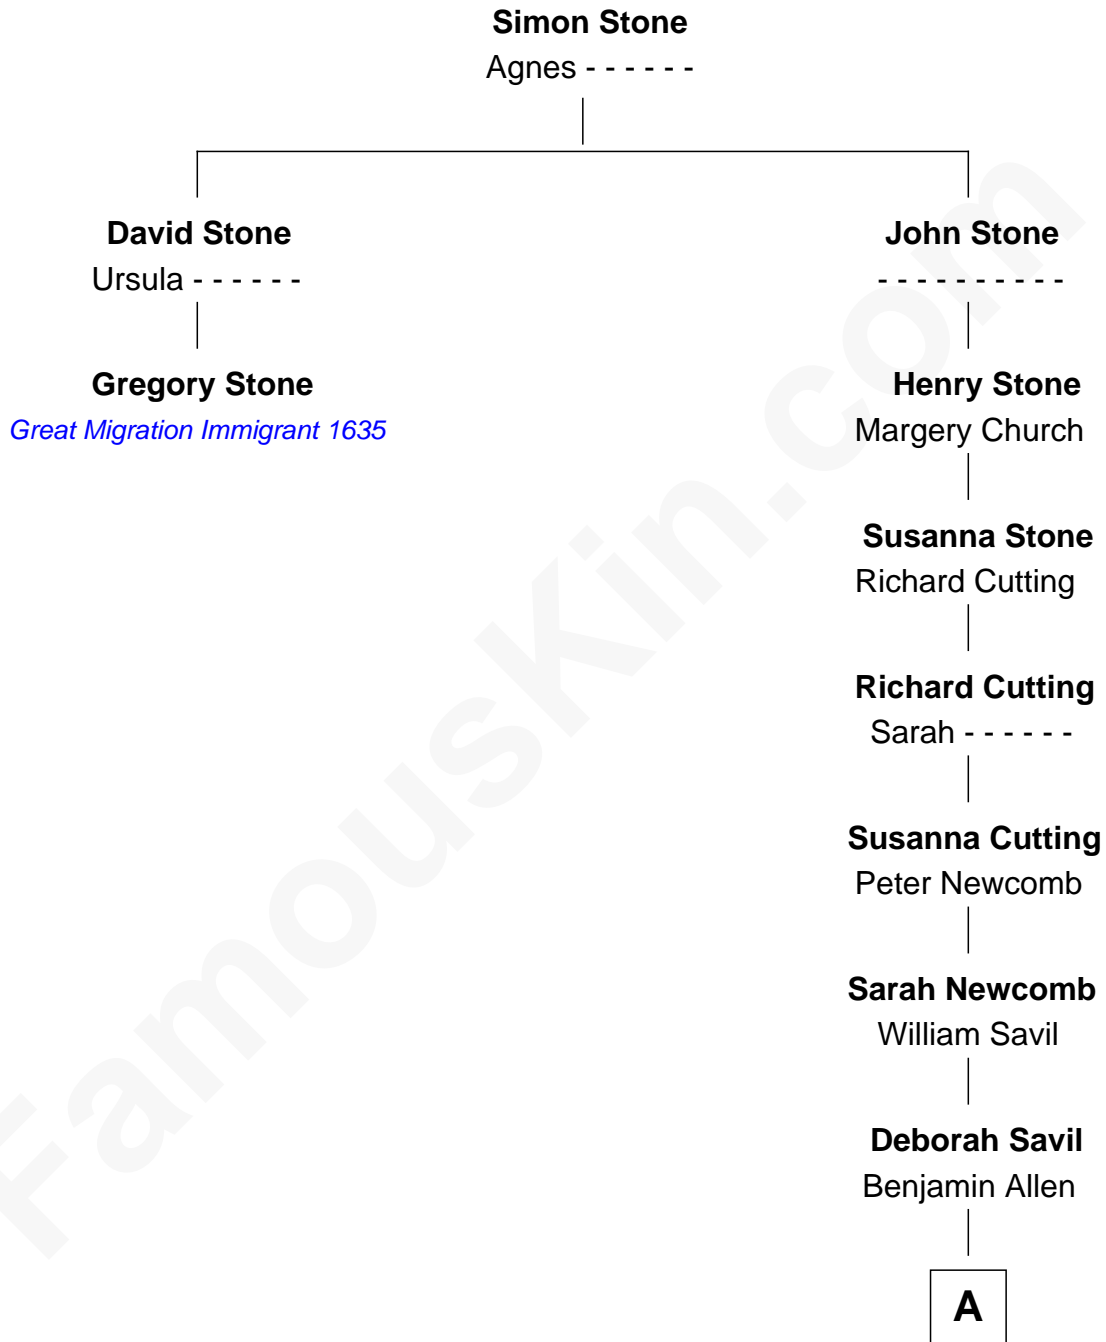 Simon Stone
Agnes - - - - - -
David Stone
Ursula - - - - - -
Gregory Stone
Great Migration Immigrant 1635
John Stone
- - - - - - - - - -
Henry Stone
Margery Church
Susanna Stone
Richard Cutting
Richard Cutting
Sarah - - - - - -
Susanna Cutting
Peter Newcomb
Sarah Newcomb
William Savil
Deborah Savil
Benjamin Allen
A
FamousKin.com